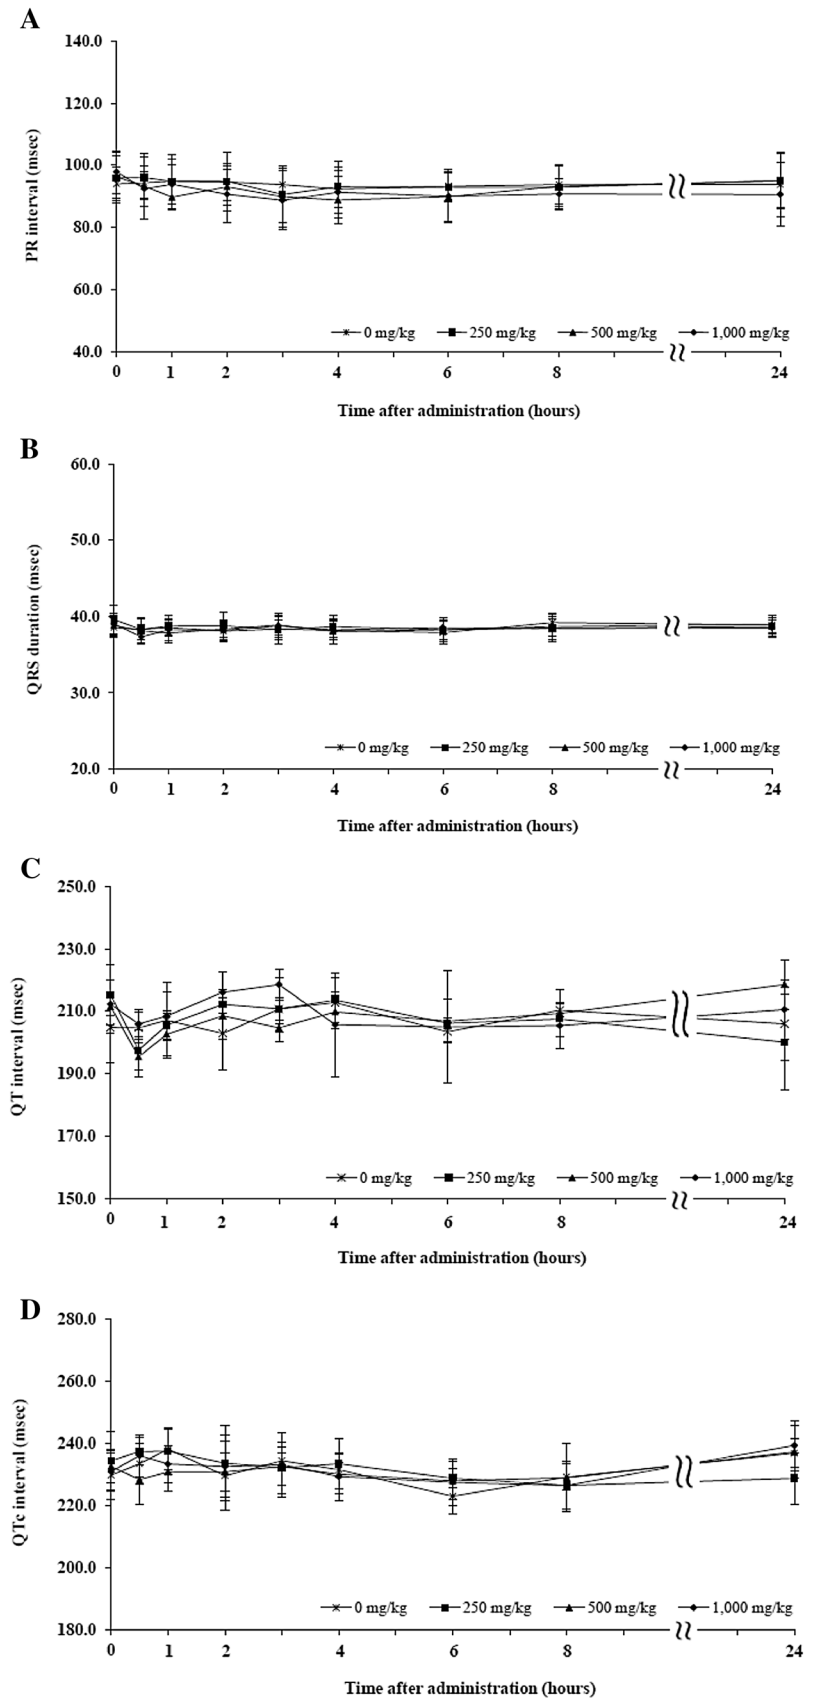 A
140.0
120.0
100.0
80.0
60.0
40.0
PR interval (msec)
0 mg/kg 250 mg/kg 500 mg/kg 1,000 mg/kg
0 1 2 4 6 8 24
Time after administration (hours)
B
60.0
50.0
40.0
30.0
20.0
QRS duration (msec)
0 mg/kg 250 mg/kg 500 mg/kg 1,000 mg/kg
0 1 2 4 6 8 24
Time after administration (hours)
C
250.0
230.0
210.0
190.0
170.0
150.0
QT interval (msec)
0 mg/kg 250 mg/kg 500 mg/kg 1,000 mg/kg
0 1 2 4 6 8 24
Time after administration (hours)
D
280.0
260.0
240.0
220.0
200.0
180.0
QTc interval (msec)
0 mg/kg 250 mg/kg 500 mg/kg 1,000 mg/kg
0 1 2 4 6 8 24
Time after administration (hours)